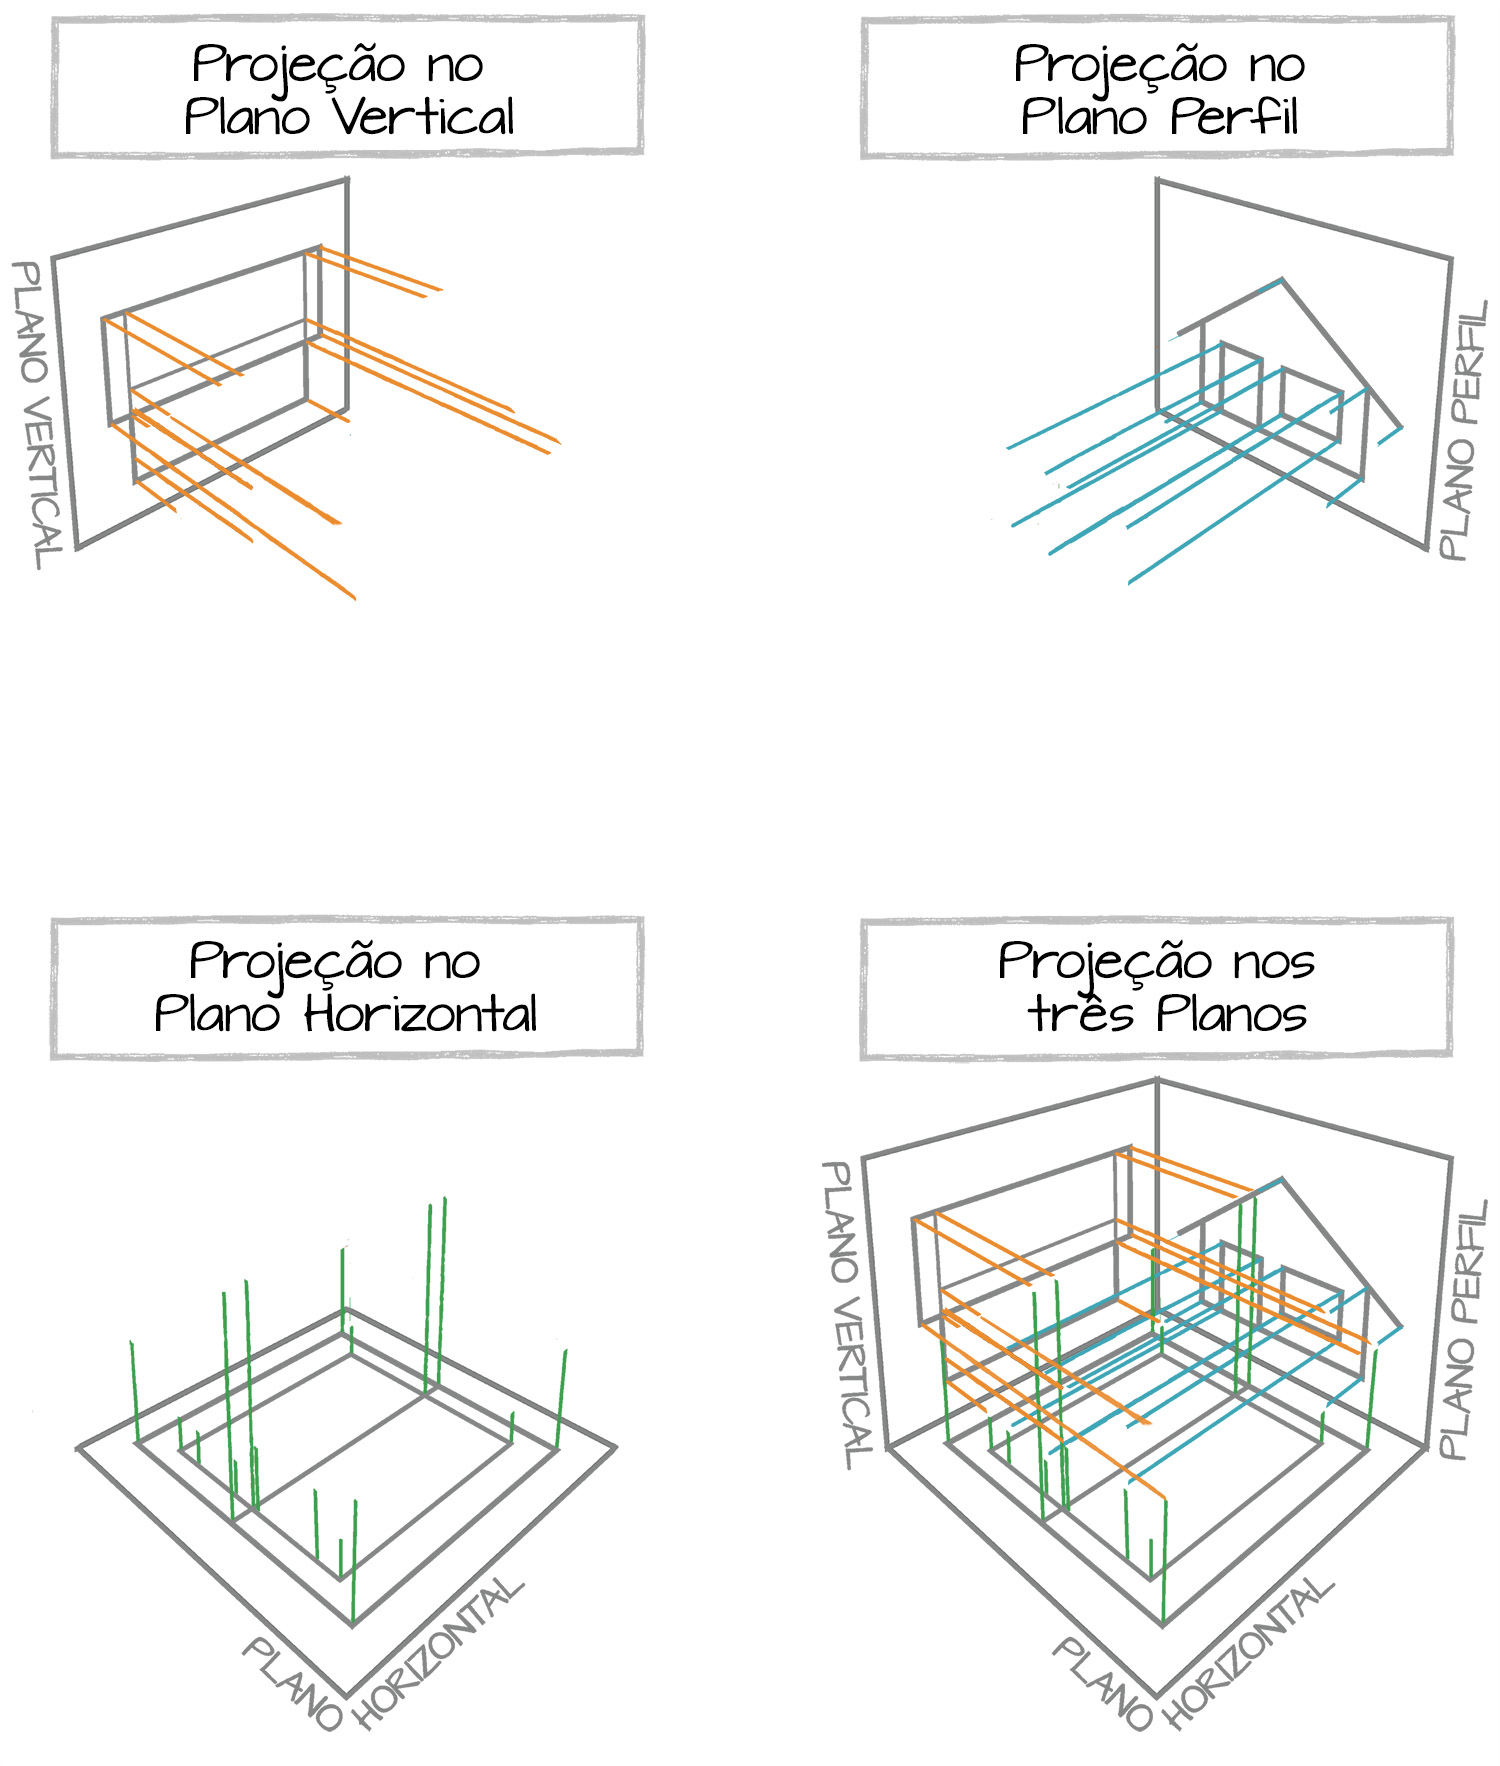 Projeção no
Plano Vertical
Projeção no
Plano Perfil
PLANO VERTICAL
PLANO PERFIL
Projeção no
Plano Horizontal
Projeção nos
três Planos
PLANO HORIZONTAL
PLANO VERTICAL
PLANO PERFIL
PLANO HORIZONTAL